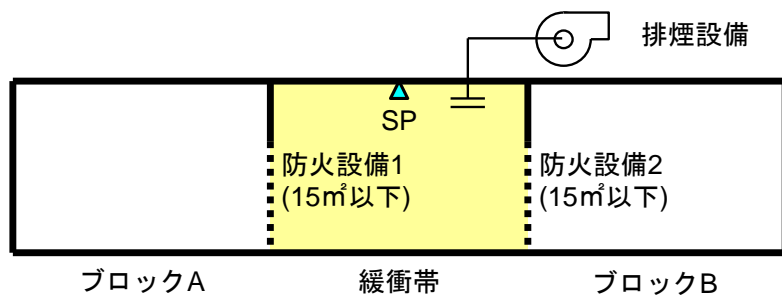 排煙設備
SP
防火設備1
(15㎡以下)
防火設備2
(15㎡以下)
ブロックA
緩衝帯
ブロックB